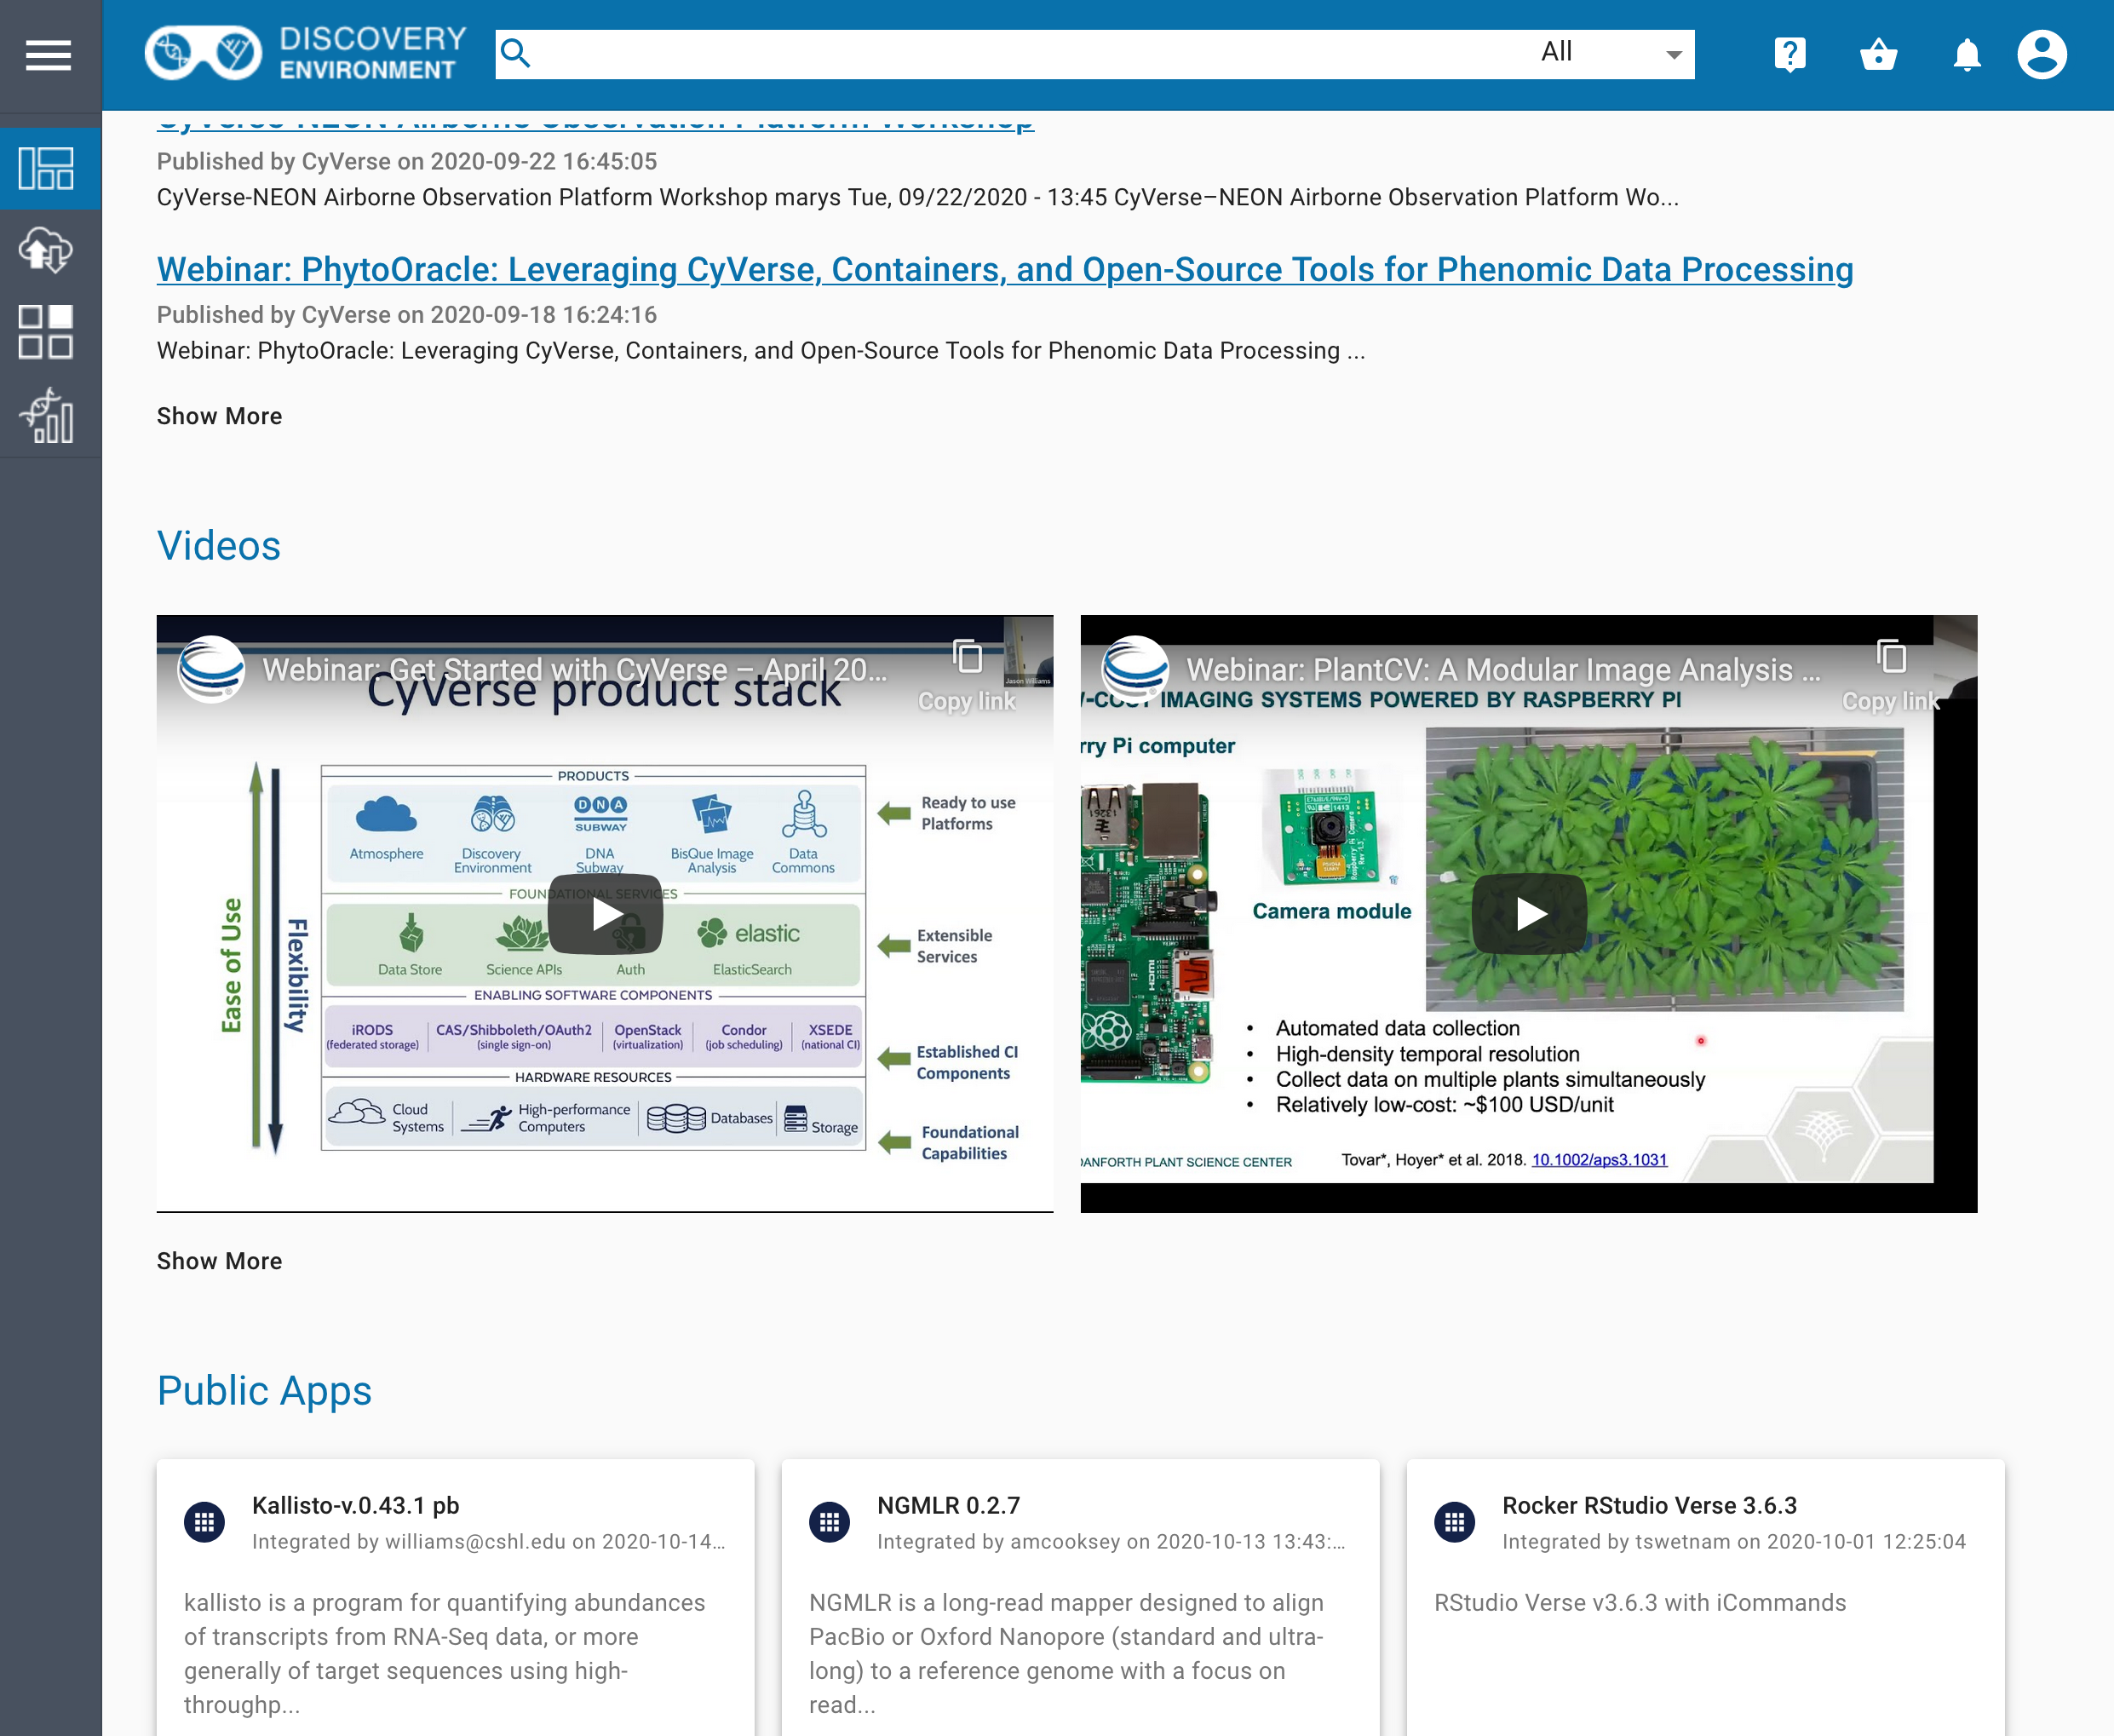 DISCOVERY
ENVIRONMENT
All
CyVerse-NEON Airborne Observation Platform Workshop
Published by CyVerse on 2020-09-22 16:45:05
CyVerse-NEON Airborne Observation Platform Workshop marys Tue, 09/22/2020 - 13:45 CyVerse–NEON Airborne Observation Platform Wo...
Webinar: PhytoOracle: Leveraging CyVerse, Containers, and Open-Source Tools for Phenomic Data Processing
Published by CyVerse on 2020-09-18 16:24:16
Webinar: PhytoOracle: Leveraging CyVerse, Containers, and Open-Source Tools for Phenomic Data Processing ...
Show More
Videos
Webinar: Get Started with CyVerse – April 20...
Copy link
Jason Williams
CyVerse product stack
Ease of Use
Flexibility
PRODUCTS
Atmosphere
Discovery
Environment
DNA
SUBWAY
DNA
Subway
BisQue Image
Analysis
Data
Commons
Ready to use
Platforms
FOUNDATIONAL SERVICES
Data Store
Science APIs
Auth
elastic
ElasticSearch
Extensible
Services
ENABLING SOFTWARE COMPONENTS
iRODS
(federated storage)
CAS/Shibboleth/OAuth2
(single sign-on)
OpenStack
(virtualization)
Condor
(job scheduling)
XSEDE
(national CI)
Established CI
Components
HARDWARE RESOURCES
Cloud
Systems
High-performance
Computers
Databases
Storage
Foundational
Capabilities
Webinar: PlantCV: A Modular Image Analysis ...
Copy link
W-COST IMAGING SYSTEMS POWERED BY RASPBERRY PI
rry Pi computer
HDMI
Camera module
• Automated data collection
• High-density temporal resolution
• Collect data on multiple plants simultaneously
• Relatively low-cost: ~$100 USD/unit
DANFORTH PLANT SCIENCE CENTER
Tovar*, Hoyer* et al. 2018. 10.1002/aps3.1031
Show More
Public Apps
Kallisto-v.0.43.1 pb
Integrated by williams@cshl.edu on 2020-10-14...
kallisto is a program for quantifying abundances
of transcripts from RNA-Seq data, or more
generally of target sequences using high-
throughp...
NGMLR 0.2.7
Integrated by amcooksey on 2020-10-13 13:43:...
NGMLR is a long-read mapper designed to align
PacBio or Oxford Nanopore (standard and ultra-
long) to a reference genome with a focus on
read...
Rocker RStudio Verse 3.6.3
Integrated by tswetnam on 2020-10-01 12:25:04
RStudio Verse v3.6.3 with iCommands